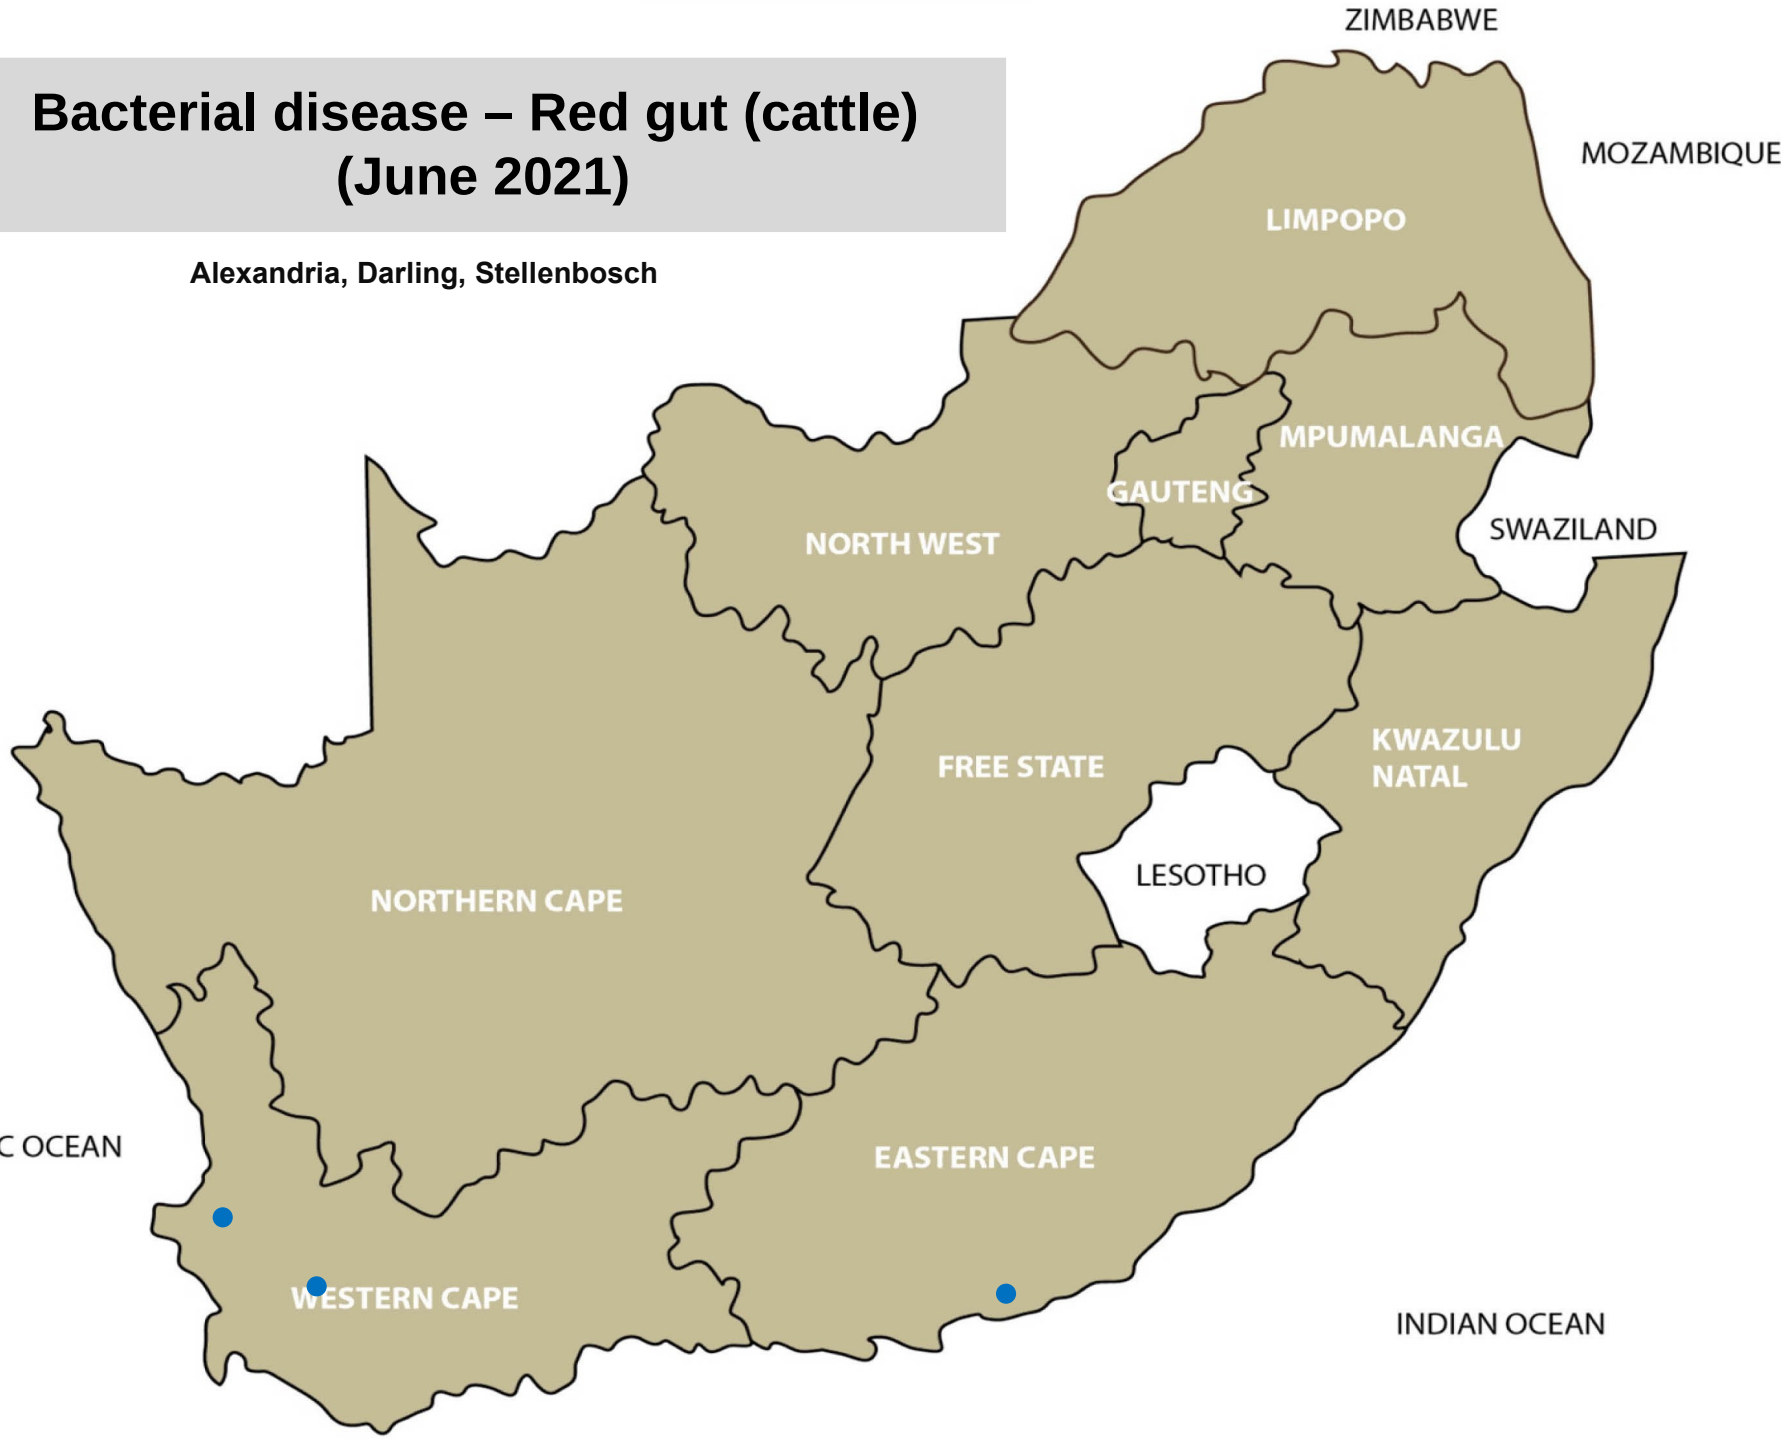 ZIMBABWE
Bacterial disease – Red gut (cattle)
(June 2021)
MOZAMBIQUE
LIMPOPO
Alexandria, Darling, Stellenbosch
MPUMALANGA
GAUTENG
SWAZILAND
NORTH WEST
KWAZULU
NATAL
FREE STATE
LESOTHO
NORTHERN CAPE
C OCEAN
EASTERN CAPE
WESTERN CAPE
INDIAN OCEAN